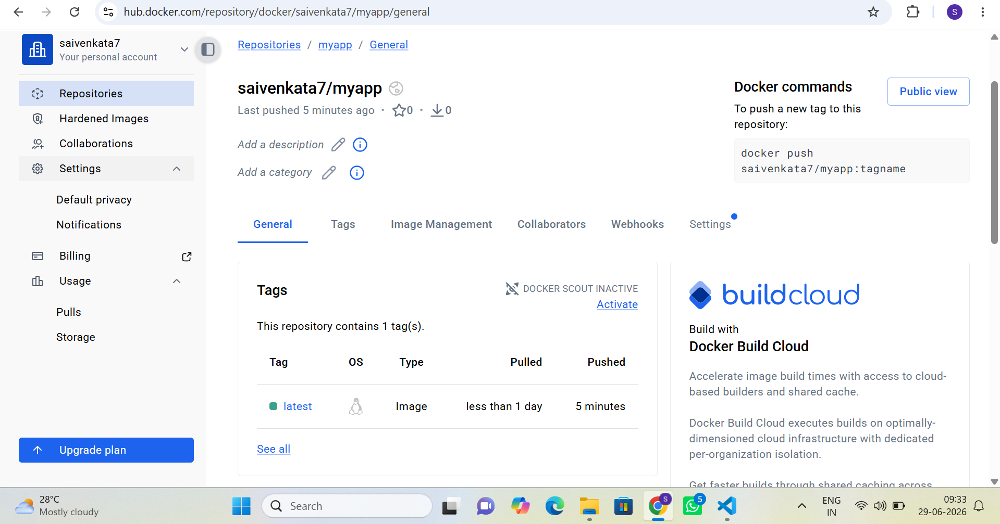 hub.docker.com/repository/docker/saivenkata7/myapp/general
S
saivenkata7
Your personal account
Repositories
Hardened Images
Collaborations
Settings
Default privacy
Notifications
Billing
Usage
Pulls
Storage
Upgrade plan
Repositories / myapp / General
saivenkata7/myapp
Last pushed 5 minutes ago • 0 • 0
Add a description
Add a category
Docker commands
Public view
To push a new tag to this
repository:
docker push
saivenkata7/myapp:tagname
General Tags Image Management Collaborators Webhooks Settings
Tags
DOCKER SCOUT INACTIVE
Activate
This repository contains 1 tag(s).
Tag OS Type Pulled Pushed
latest Image less than 1 day 5 minutes
See all
buildcloud
Build with
Docker Build Cloud
Accelerate image build times with access to cloud-
based builders and shared cache.
Docker Build Cloud executes builds on optimally-
dimensioned cloud infrastructure with dedicated
per-organization isolation.
Get faster builds through shared caching across
28°C
Mostly cloudy
Search
S
5
ENG
IN
09:33
29-06-2026